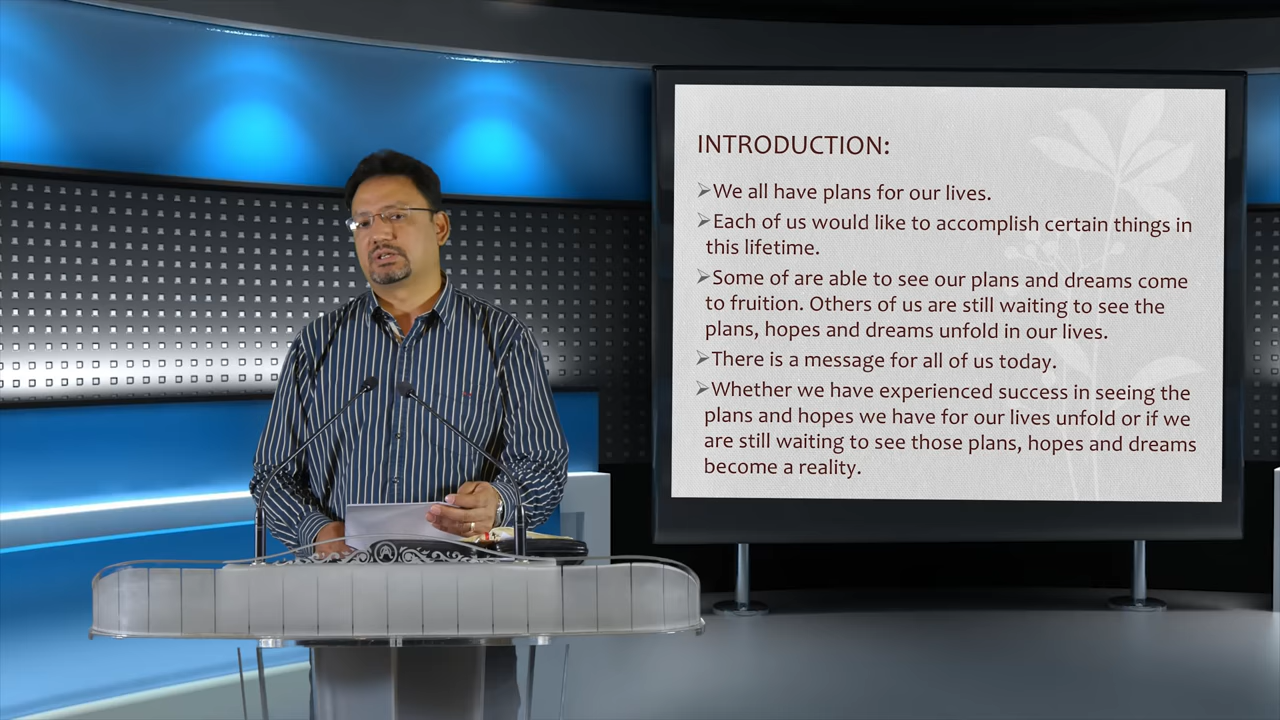 INTRODUCTION:
➢We all have plans for our lives.
➢Each of us would like to accomplish certain things in
this lifetime.
➢Some of are able to see our plans and dreams come
to fruition. Others of us are still waiting to see the
plans, hopes and dreams unfold in our lives.
➢There is a message for all of us today.
➢Whether we have experienced success in seeing the
plans and hopes we have for our lives unfold or if we
are still waiting to see those plans, hopes and dreams
become a reality.